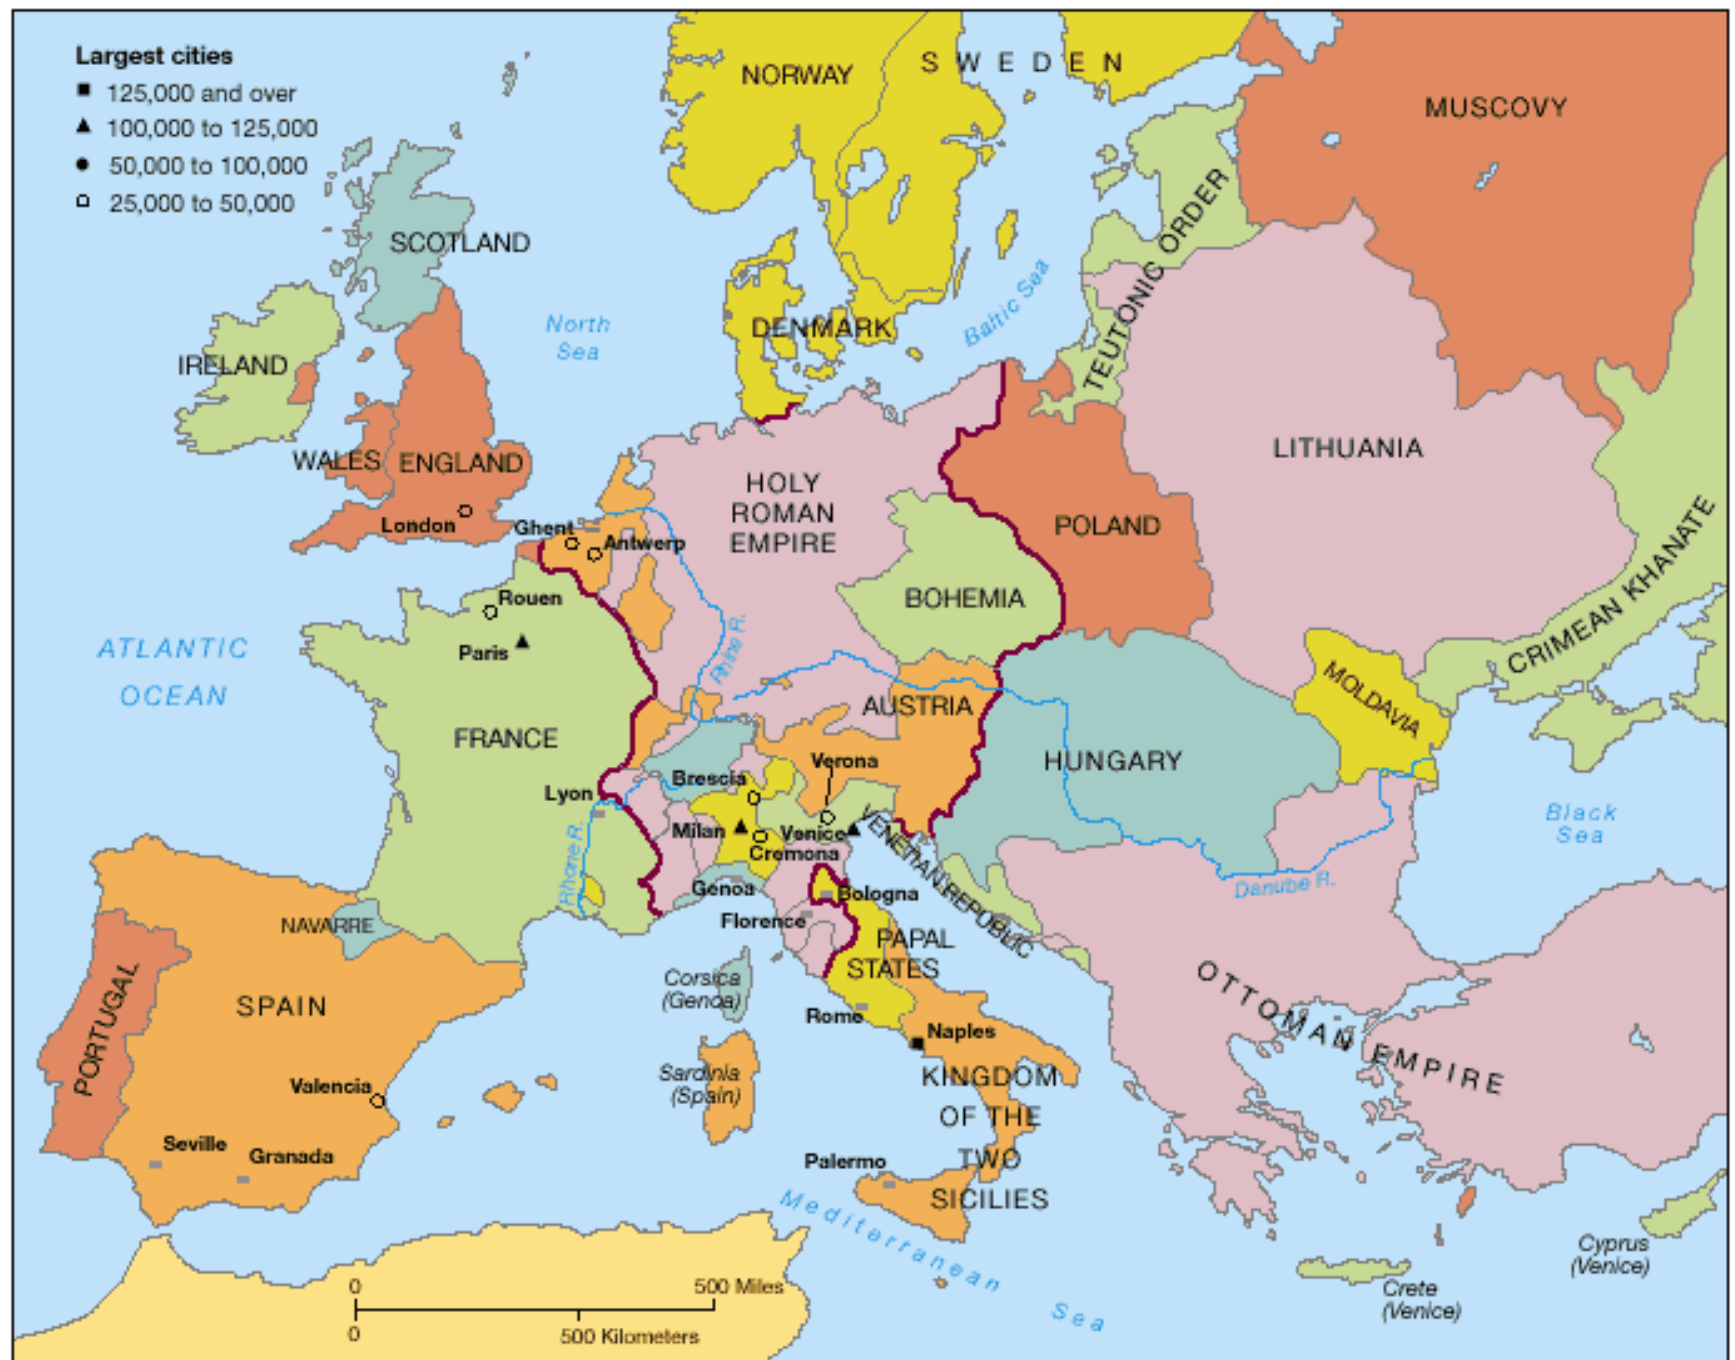 Largest cities
125,000 and over
100,000 to 125,000
50,000 to 100,000
25,000 to 50,000
NORWAY
SWEDEN
MUSCOVY
SCOTLAND
TEUTONIC ORDER
North
Sea
Baltic Sea
DENMARK
IRELAND
WALES
ENGLAND
London
LITHUANIA
HOLY
ROMAN
EMPIRE
POLAND
Ghent
Antwerp
BOHEMIA
CRIMEAN KHANATE
Rouen
Paris
Rhine R.
ATLANTIC
OCEAN
FRANCE
AUSTRIA
MOLDAVIA
HUNGARY
Verona
Brescia
Lyon
Milan
Venice
Cremona
VENETIAN REPUBLIC
Black
Sea
Rhone R.
Genoa
Bologna
Danube R.
Florence
NAVARRE
PAPAL
STATES
Corsica
(Genoa)
PORTUGAL
SPAIN
Rome
Naples
OTTOMAN EMPIRE
Sardinia
(Spain)
KINGDOM
OF THE
TWO
SICILIES
Valencia
Seville
Granada
Palermo
Mediterranean Sea
Cyprus
(Venice)
Crete
(Venice)
0
500 Miles
0
500 Kilometers